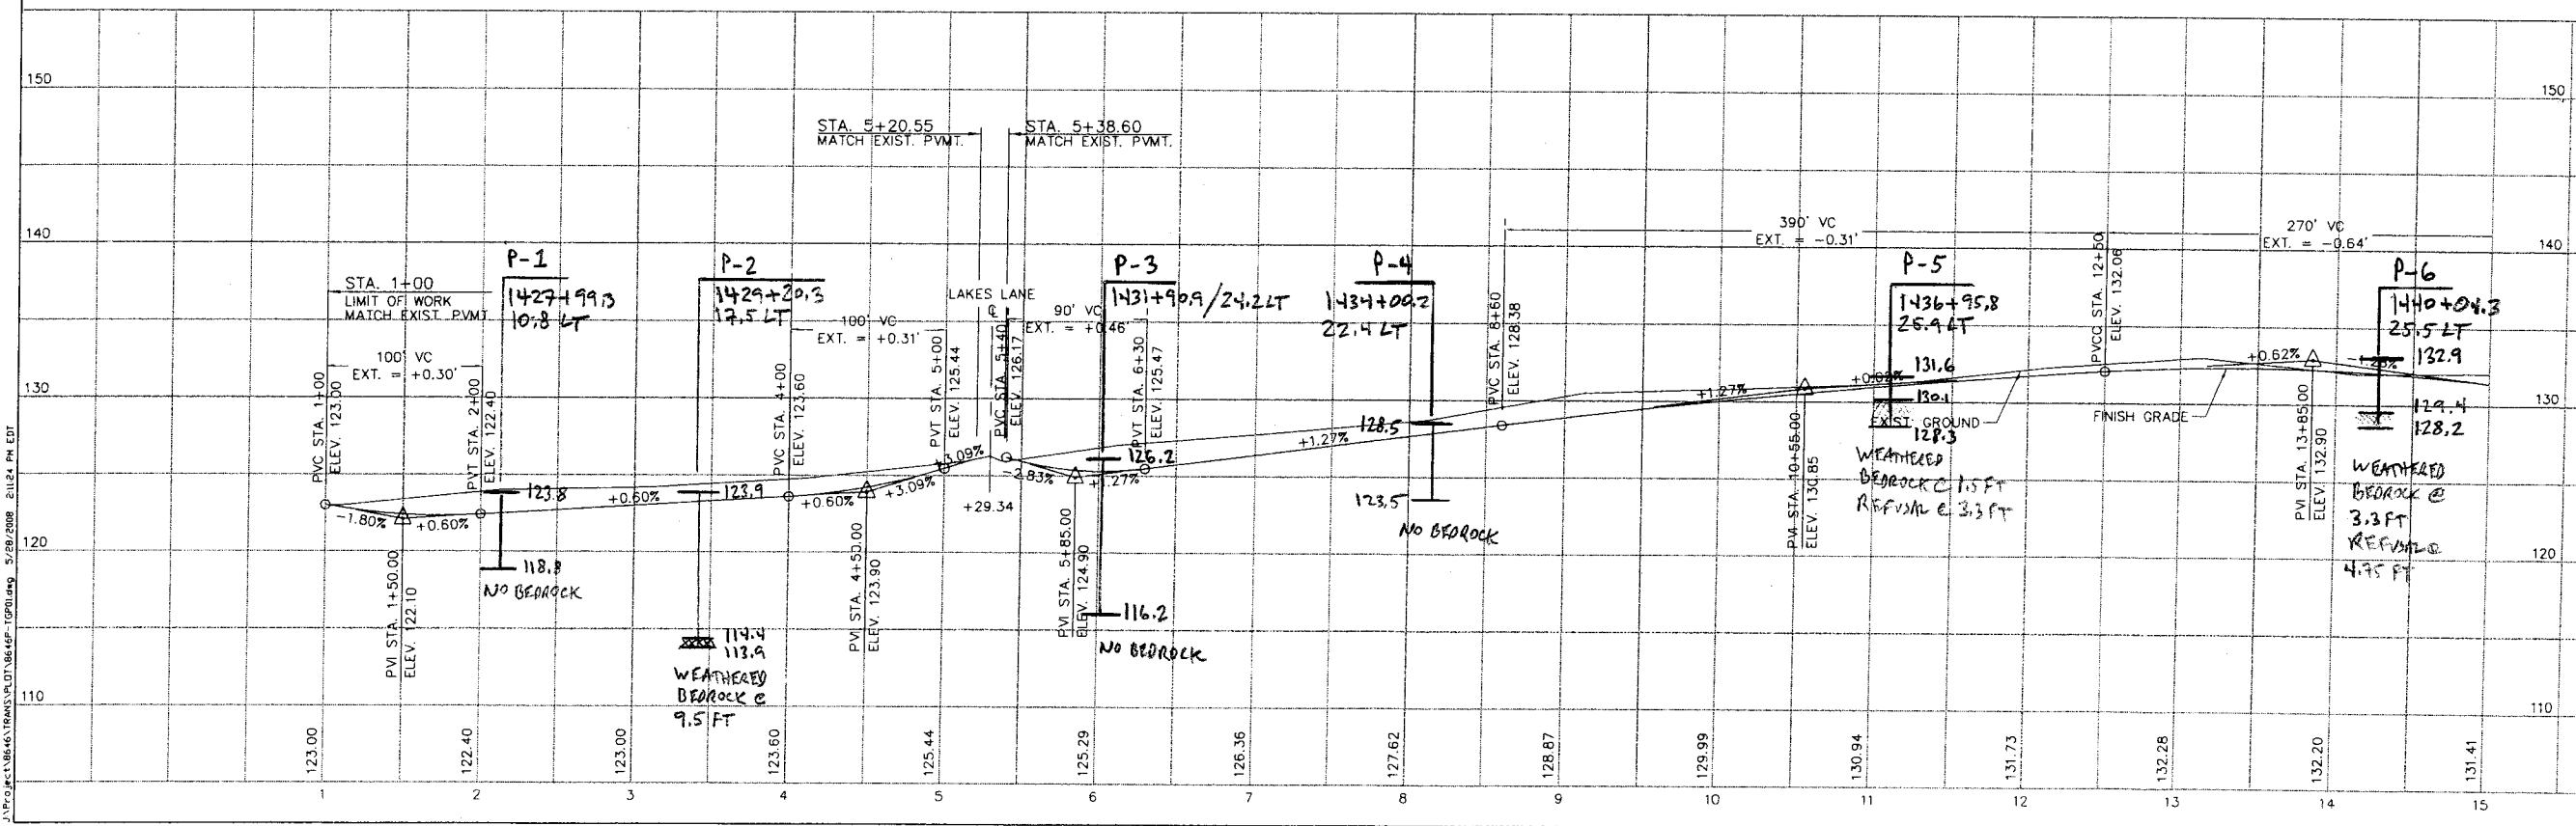 150
150
STA. 5+20.55
MATCH EXIST. PVMT.
STA. 5+38.60
MATCH EXIST. PVMT.
390' VC
EXT. = -0.31'
270' VC
EXT. = -0.64'
140
140
STA. 1+00
LIMIT OF WORK
MATCH EXIST. PVMT.
P-1
1427+99.3
10.8 LT
P-2
1429+20.3
17.5 LT
LAKES LANE
℄
P-3
1431+90.9/24.2LT
P-4
1434+00.2
22.4 LT
P-5
1436+95.8
26.9 LT
P-6
1440+04.3
25.5 LT
100' VC
EXT. = +0.30'
100' VC
EXT. = +0.31'
90' VC
EXT. = +0.46'
PVC STA. 1+00
ELEV. 123.00
PVT STA. 2+00
ELEV. 122.40
PVC STA. 4+00
ELEV. 123.60
PVT STA. 5+00
ELEV. 125.44
PVC STA. 5+40
ELEV. 126.17
PVT STA. 6+30
ELEV. 125.47
PVC STA. 8+60
ELEV. 128.38
PVCC STA. 12+50
ELEV. 132.06
130
130
-1.80%
+0.60%
123.8
+0.60%
123.9
+0.60%
+3.09%
+3.09%
+29.34
-2.83%
126.2
+1.27%
+1.27%
128.5
+1.27%
+0.62%
131.6
130.1
128.3
EXIST. GROUND
FINISH GRADE
+0.62%
132.9
129.4
128.2
120
120
PVI STA. 1+50.00
ELEV. 122.10
118.8
NO BEDROCK
114.4
113.9
WEATHERED
BEDROCK @
9.5 FT
PVI STA. 4+50.00
ELEV. 123.90
PVI STA. 5+85.00
ELEV. 124.90
116.2
NO BEDROCK
123.5
NO BEDROCK
PVI STA. 10+55.00
ELEV. 130.85
WEATHERED
BEDROCK @ 1.5 FT
REFUSAL @ 3.3 FT
PVI STA. 13+85.00
ELEV. 132.90
WEATHERED
BEDROCK @
3.3 FT
REFUSAL @
4.75 FT
110
110
123.00
122.40
123.00
123.60
125.44
125.29
126.36
127.62
128.87
129.99
130.94
131.73
132.28
132.20
131.41
1 2 3 4 5 6 7 8 9 10 11 12 13 14 15
5/28/2008 2:11:24 PM EDT